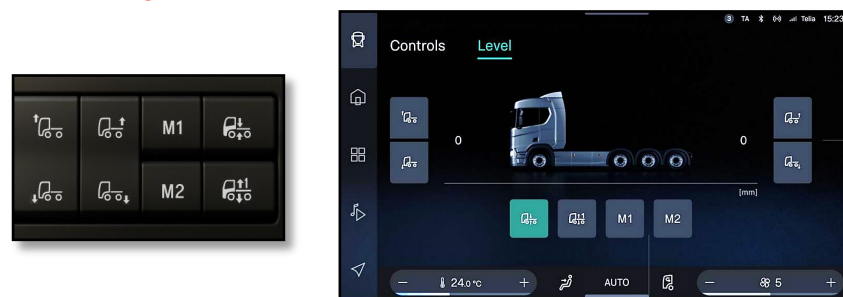 M1
M2
3 TA Telia 15:23
Controls Level
0 0
[mm]
M1 M2
− 24.0 °C + AUTO − 5 +